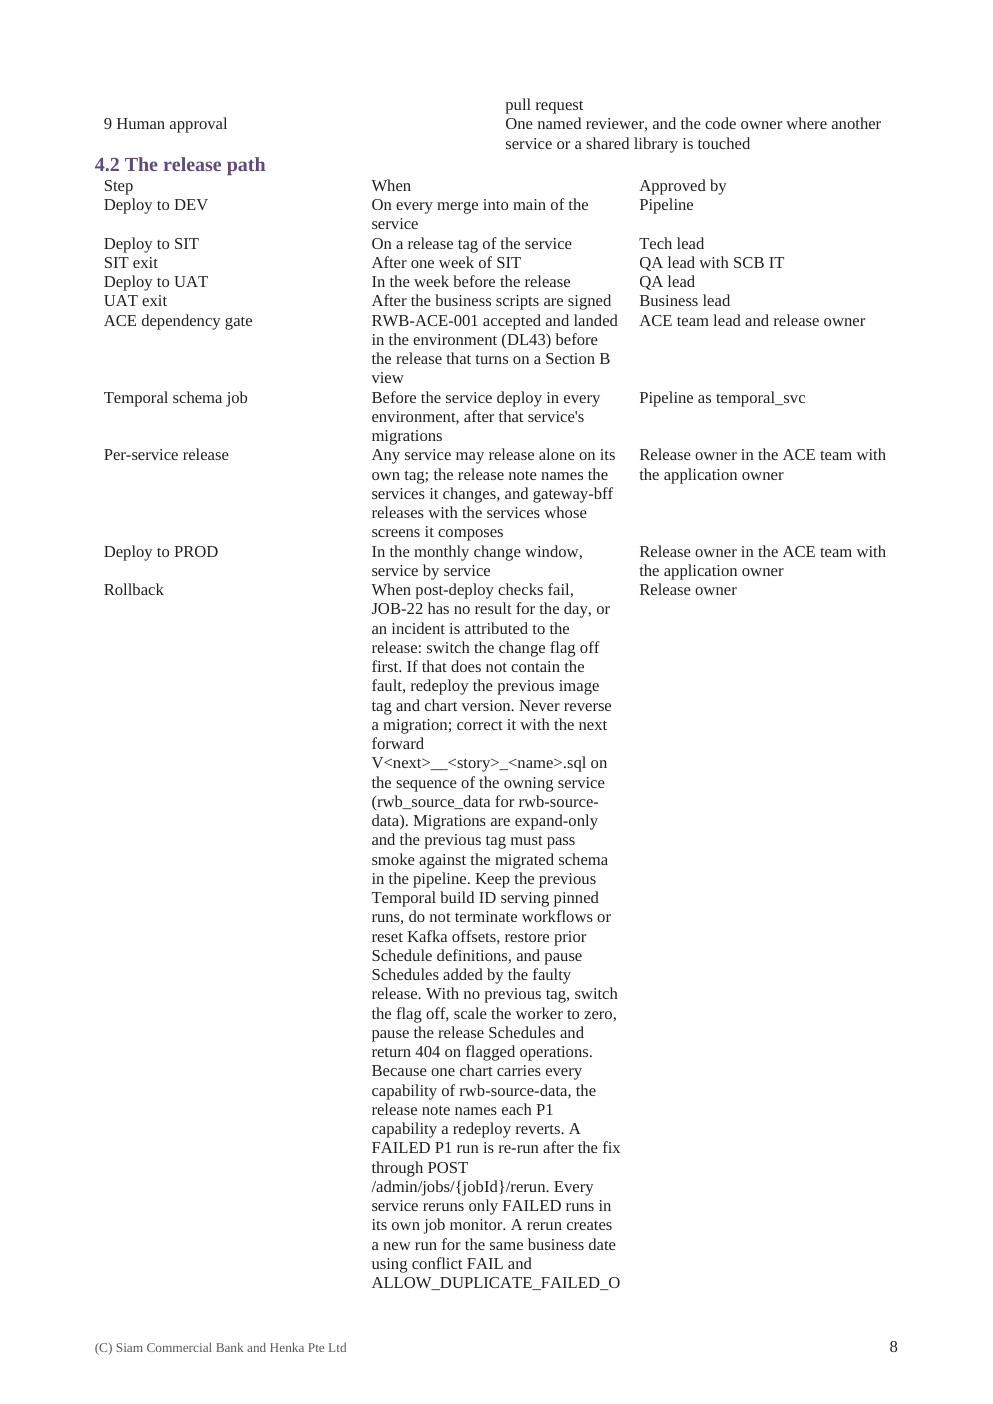 pull request
9 Human approval One named reviewer, and the code owner where another
service or a shared library is touched
4.2 The release path
Step When Approved by
Deploy to DEV On every merge into main of the Pipeline
service
Deploy to SIT On a release tag of the service Tech lead
SIT exit After one week of SIT QA lead with SCB IT
Deploy to UAT In the week before the release QA lead
UAT exit After the business scripts are signed Business lead
ACE dependency gate RWB-ACE-001 accepted and landed ACE team lead and release owner
in the environment (DL43) before
the release that turns on a Section B
view
Temporal schema job Before the service deploy in every Pipeline as temporal_svc
environment, after that service's
migrations
Per-service release Any service may release alone on its Release owner in the ACE team with
own tag; the release note names the the application owner
services it changes, and gateway-bff
releases with the services whose
screens it composes
Deploy to PROD In the monthly change window, Release owner in the ACE team with
service by service the application owner
Rollback When post-deploy checks fail, Release owner
JOB-22 has no result for the day, or
an incident is attributed to the
release: switch the change flag off
first. If that does not contain the
fault, redeploy the previous image
tag and chart version. Never reverse
a migration; correct it with the next
forward
V<next>__<story>_<name>.sql on
the sequence of the owning service
(rwb_source_data for rwb-source-
data). Migrations are expand-only
and the previous tag must pass
smoke against the migrated schema
in the pipeline. Keep the previous
Temporal build ID serving pinned
runs, do not terminate workflows or
reset Kafka offsets, restore prior
Schedule definitions, and pause
Schedules added by the faulty
release. With no previous tag, switch
the flag off, scale the worker to zero,
pause the release Schedules and
return 404 on flagged operations.
Because one chart carries every
capability of rwb-source-data, the
release note names each P1
capability a redeploy reverts. A
FAILED P1 run is re-run after the fix
through POST
/admin/jobs/{jobId}/rerun. Every
service reruns only FAILED runs in
its own job monitor. A rerun creates
a new run for the same business date
using conflict FAIL and
ALLOW_DUPLICATE_FAILED_O
(C) Siam Commercial Bank and Henka Pte Ltd 8